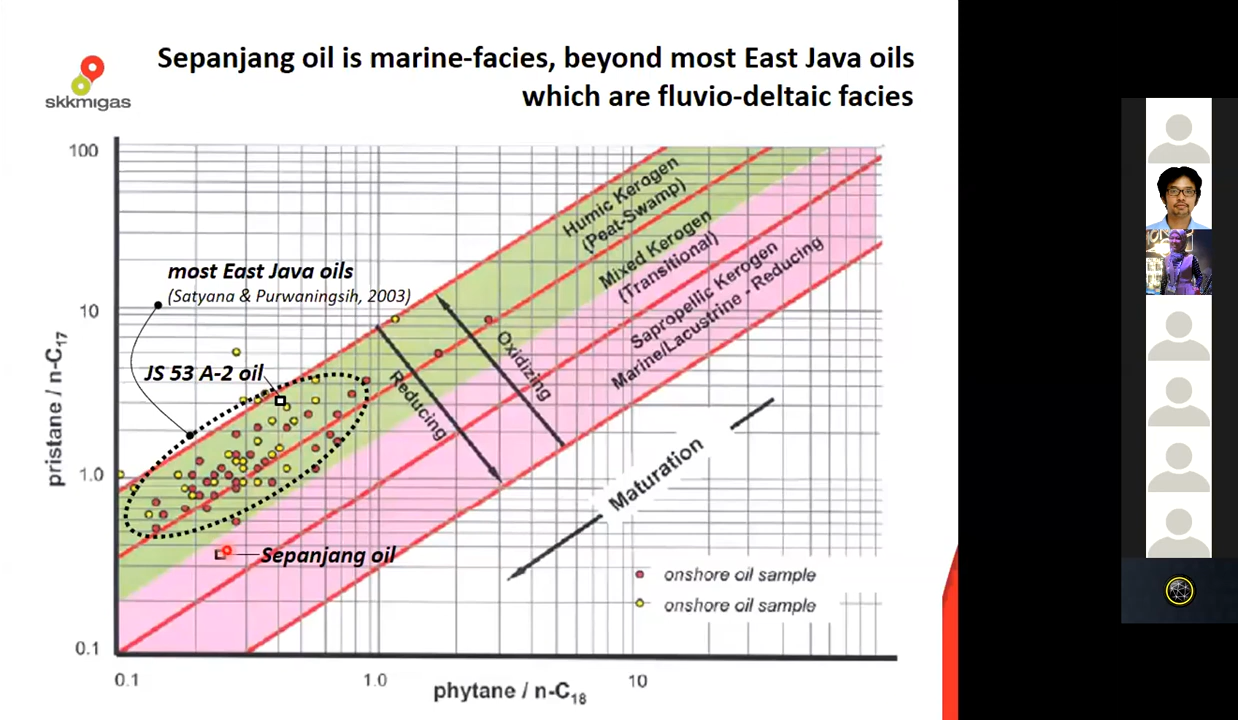 Sepanjang oil is marine-facies, beyond most East Java oils
which are fluvio-deltaic facies
skkmigas
100
10
1.0
0.1
pristane / n-C17
most East Java oils
(Satyana & Purwaningsih, 2003)
JS 53 A-2 oil
Sepanjang oil
Humic Kerogen
(Peat-Swamp)
Mixed Kerogen
(Transitional)
Sapropellic Kerogen
Marine/Lacustrine - Reducing
Oxidizing
Reducing
Maturation
onshore oil sample
onshore oil sample
0.1
1.0
10
phytane / n-C18